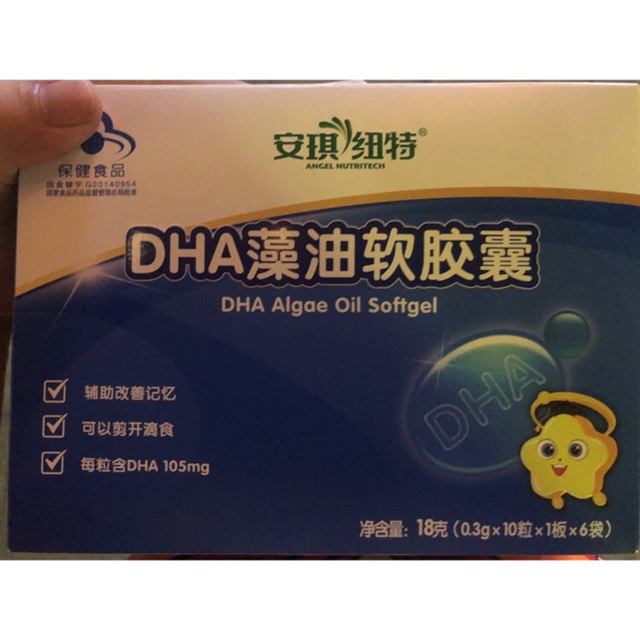 安琪纽特®
ANGEL NUTRITECH
保健食品
国食健字G20140954
国家食品药品监督管理总局批准
DHA藻油软胶囊
DHA Algae Oil Softgel
DHA
辅助改善记忆
可以剪开滴食
每粒含DHA 105mg
净含量：18克（0.3g×10粒×1板×6袋）